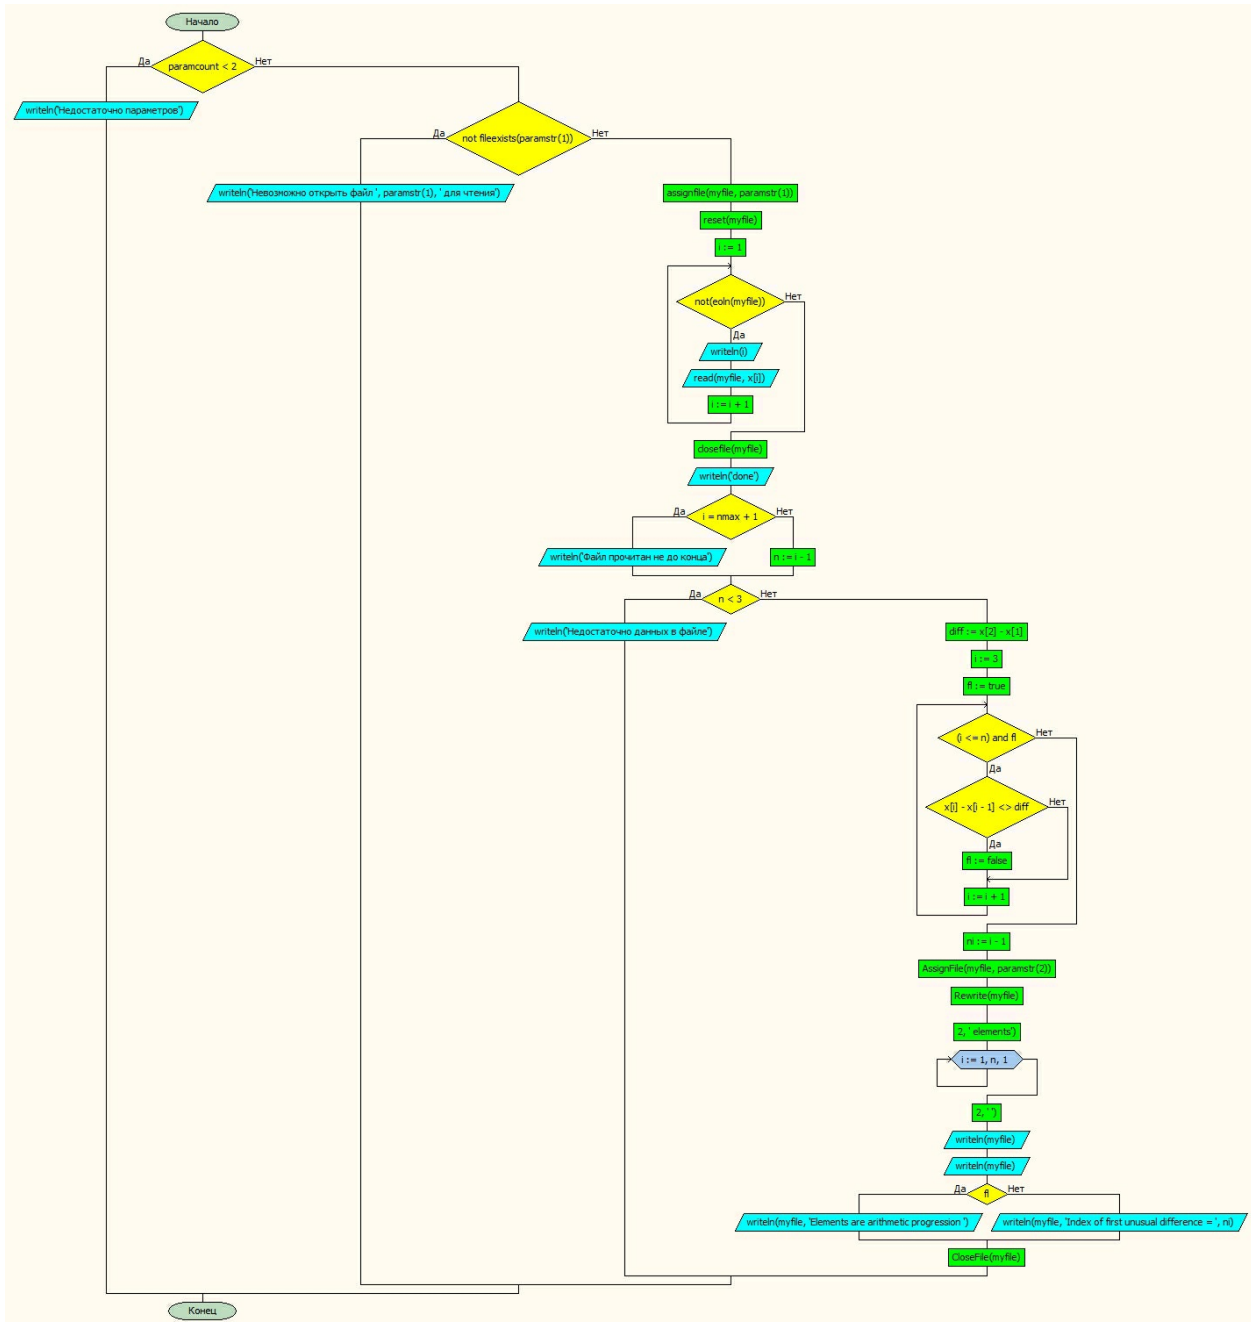 Начало
paramcount < 2
Да
Нет
writeln('Недостаточно параметров')
not fileexists(paramstr(1))
Да
Нет
writeln('Невозможно открыть файл ', paramstr(1), ' для чтения')
assignfile(myfile, paramstr(1))
reset(myfile)
i := 1
not(eoln(myfile))
Нет
Да
writeln(i)
read(myfile, x[i])
i := i + 1
closefile(myfile)
writeln('done')
i = nmax + 1
Да
Нет
writeln('Файл прочитан не до конца')
n := i - 1
n < 3
Да
Нет
writeln('Недостаточно данных в файле')
diff := x[2] - x[1]
i := 3
fl := true
(i <= n) and fl
Нет
Да
x[i] - x[i - 1] <> diff
Нет
Да
fl := false
i := i + 1
ni := i - 1
AssignFile(myfile, paramstr(2))
Rewrite(myfile)
2, ' elements')
i := 1, n, 1
2, ' ')
writeln(myfile)
writeln(myfile)
fl
Да
Нет
writeln(myfile, 'Elements are arithmetic progression ')
writeln(myfile, 'Index of first unusual difference = ', ni)
CloseFile(myfile)
Конец